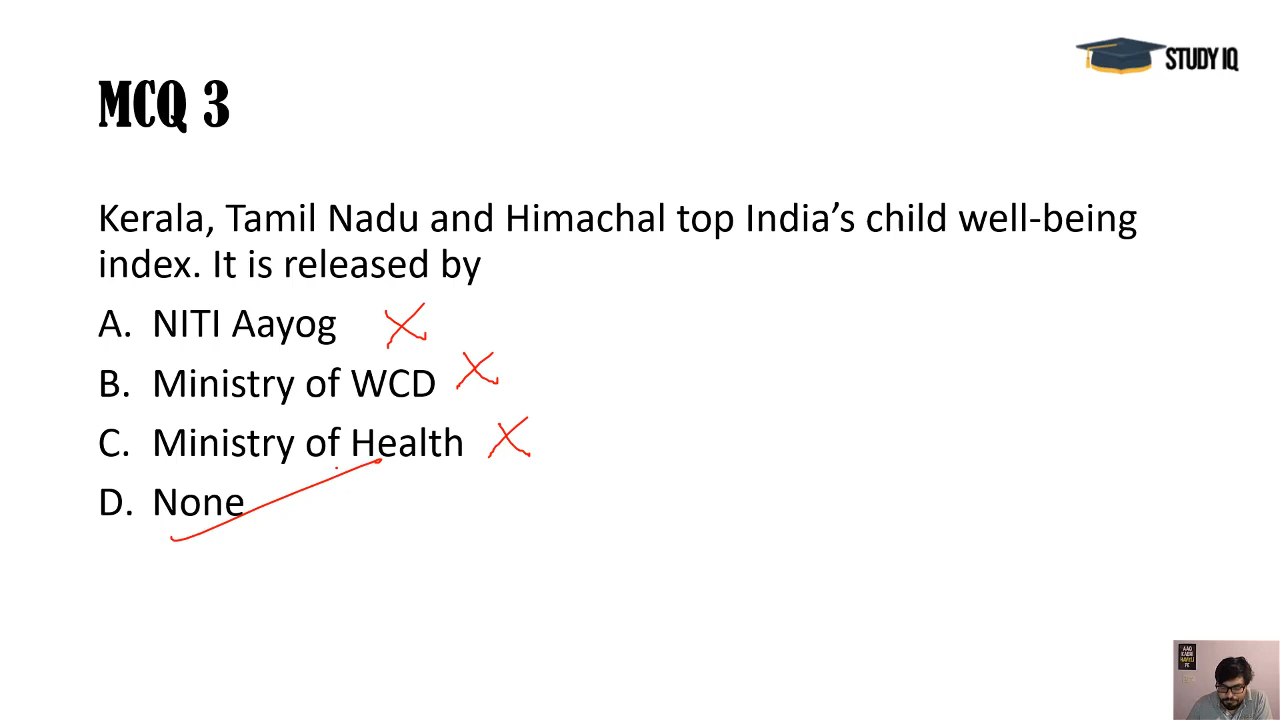 STUDY IQ
MCQ 3
Kerala, Tamil Nadu and Himachal top India’s child well-being
index. It is released by
A. NITI Aayog
B. Ministry of WCD
C. Ministry of Health
D. None